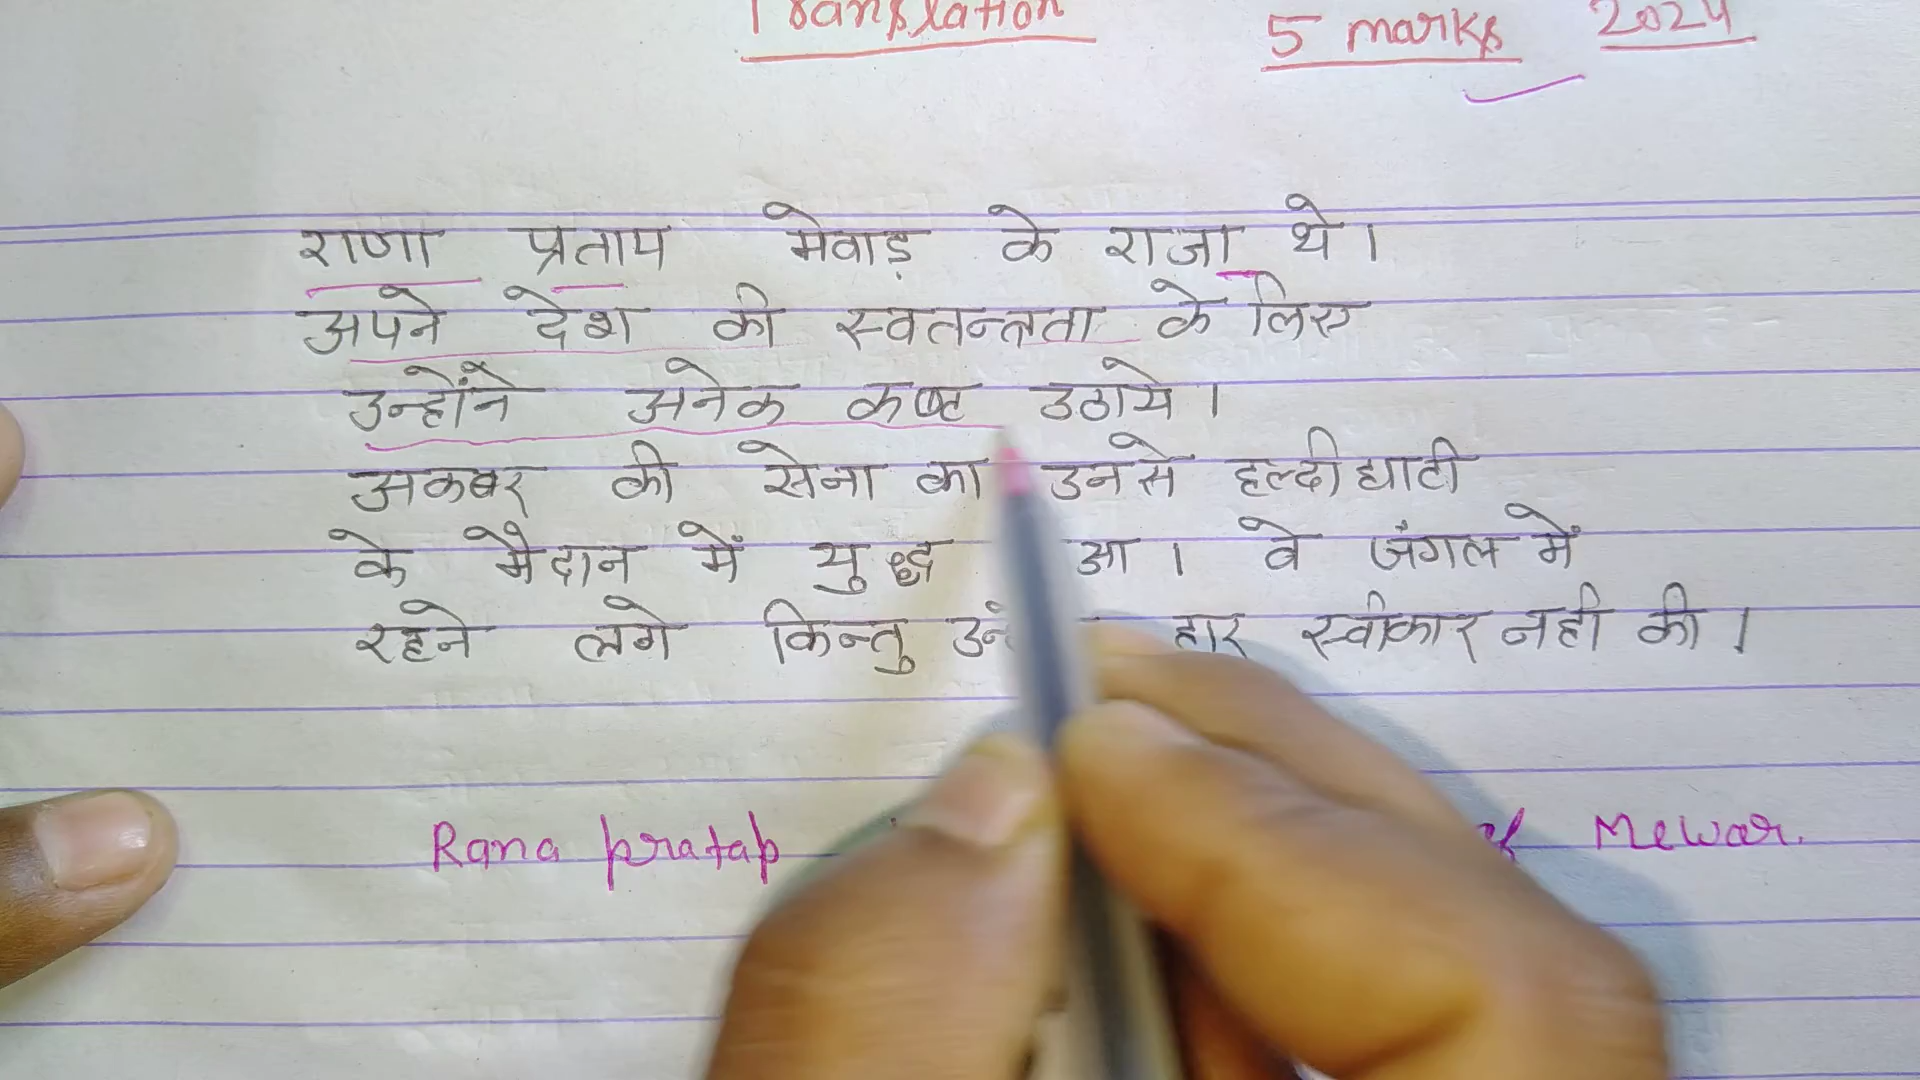 Translation 5 marks 2024
राणा प्रताप मेवाड़ के राजा थे।
अपने देश की स्वतन्त्रता के लिए
उन्होंने अनेक कष्ट उठाये।
अकबर की सेना का उनसे हल्दीघाटी
के मैदान में युद्ध आ। वे जंगल में
रहने लगे किन्तु हार स्वीकार नही की।
Rana pratap of Mewar.